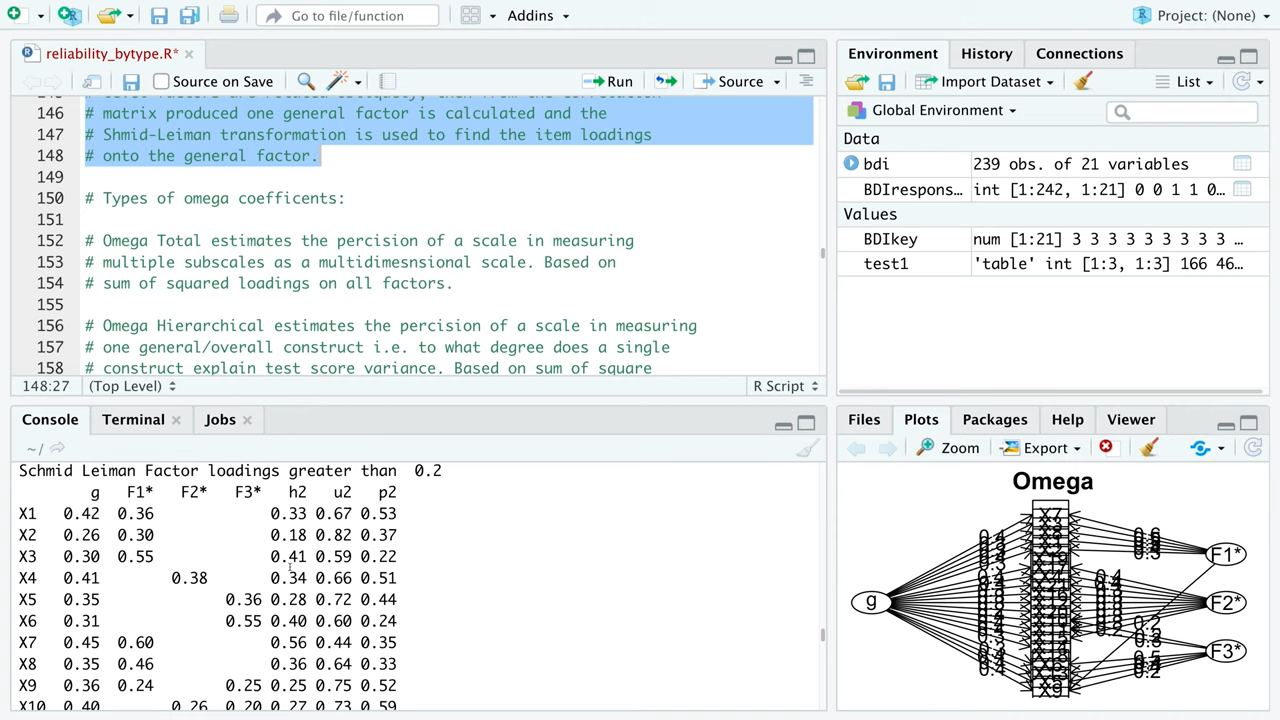 Go to file/function
Addins
Project: (None)
reliability_bytype.R*
Source on Save
Run
Source
146 # matrix produced one general factor is calculated and the
147 # Shmid-Leiman transformation is used to find the item loadings
148 # onto the general factor.
149
150 # Types of omega coefficents:
151
152 # Omega Total estimates the percision of a scale in measuring
153 # multiple subscales as a multidimesnsional scale. Based on
154 # sum of squared loadings on all factors.
155
156 # Omega Hierarchical estimates the percision of a scale in measuring
157 # one general/overall construct i.e. to what degree does a single
158 # construct explain test score variance. Based on sum of square
148:27 (Top Level) R Script
Console Terminal Jobs
~/
Schmid Leiman Factor loadings greater than 0.2
g F1* F2* F3* h2 u2 p2
X1 0.42 0.36 0.33 0.67 0.53
X2 0.26 0.30 0.18 0.82 0.37
X3 0.30 0.55 0.41 0.59 0.22
X4 0.41 0.38 0.34 0.66 0.51
X5 0.35 0.36 0.28 0.72 0.44
X6 0.31 0.55 0.40 0.60 0.24
X7 0.45 0.60 0.56 0.44 0.35
X8 0.35 0.46 0.36 0.64 0.33
X9 0.36 0.24 0.25 0.25 0.75 0.52
X10 0.40 0.26 0.20 0.27 0.73 0.59
Environment History Connections
Import Dataset List
Global Environment
Data
bdi 239 obs. of 21 variables
BDIrespons… int [1:242, 1:21] 0 0 1 1 0…
Values
BDIkey num [1:21] 3 3 3 3 3 3 3 3 3 …
test1 'table' int [1:3, 1:3] 166 46…
Files Plots Packages Help Viewer
Zoom Export
Omega
g
X7
X9
F1*
F2*
F3*